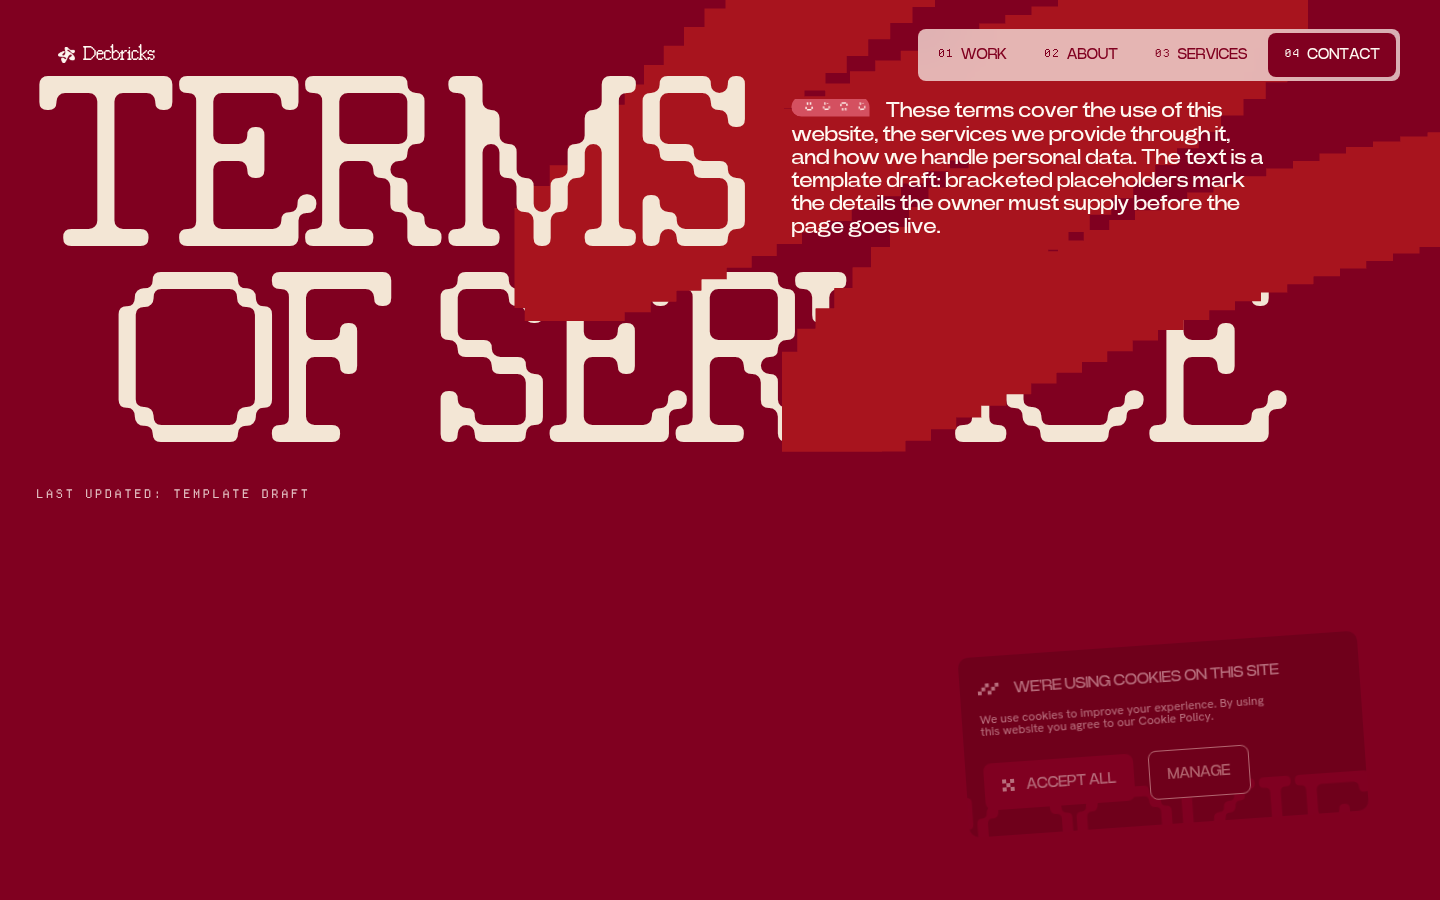 Decbricks
01 WORK 02 ABOUT 03 SERVICES 04 CONTACT
TERMS
OF SERVICE
These terms cover the use of this
website, the services we provide through it,
and how we handle personal data. The text is a
template draft: bracketed placeholders mark
the details the owner must supply before the
page goes live.
LAST UPDATED: TEMPLATE DRAFT
WE'RE USING COOKIES ON THIS SITE
We use cookies to improve your experience. By using
this website you agree to our Cookie Policy.
ACCEPT ALL
MANAGE